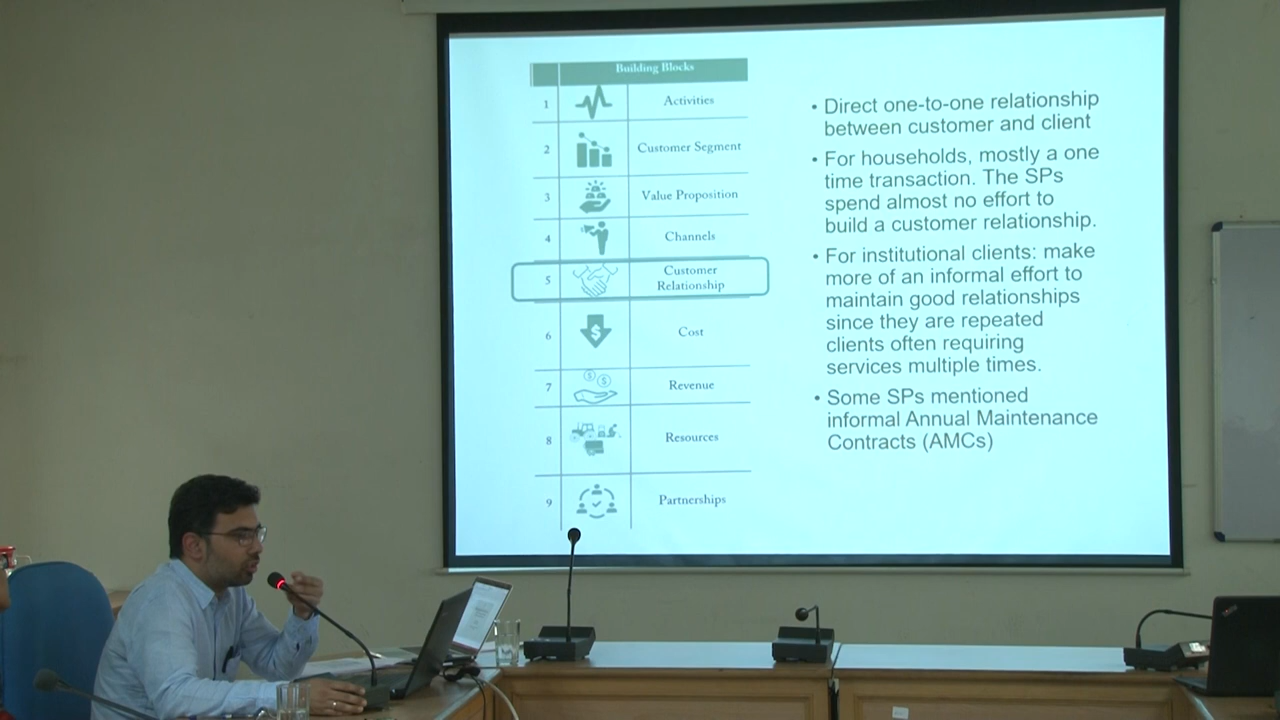 Building Blocks
1 Activities
2 Customer Segment
3 Value Proposition
4 Channels
5 Customer
Relationship
6 Cost
7 Revenue
8 Resources
9 Partnerships
• Direct one-to-one relationship
between customer and client
• For households, mostly a one
time transaction. The SPs
spend almost no effort to
build a customer relationship.
• For institutional clients: make
more of an informal effort to
maintain good relationships
since they are repeated
clients often requiring
services multiple times.
• Some SPs mentioned
informal Annual Maintenance
Contracts (AMCs)